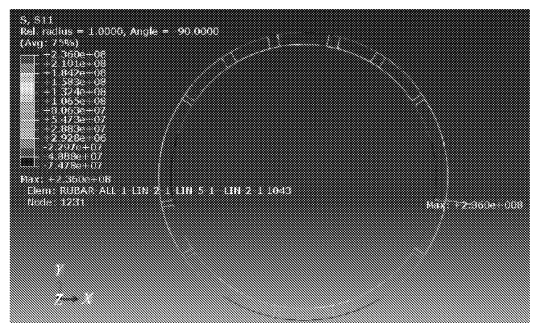 S, S11
Rel. radius = 1.0000, Angle = 90.0000
(Avg: 75%)
+2.360e+08
+2.101e+08
+1.842e+08
+1.583e+08
+1.324e+08
+1.065e+08
+8.063e+07
+5.473e+07
+2.883e+07
+2.928e+06
-2.297e+07
-4.888e+07
-7.478e+07
Max: +2.360e+08
Node: 1231
Max: +2.360e+008
Y
Z X